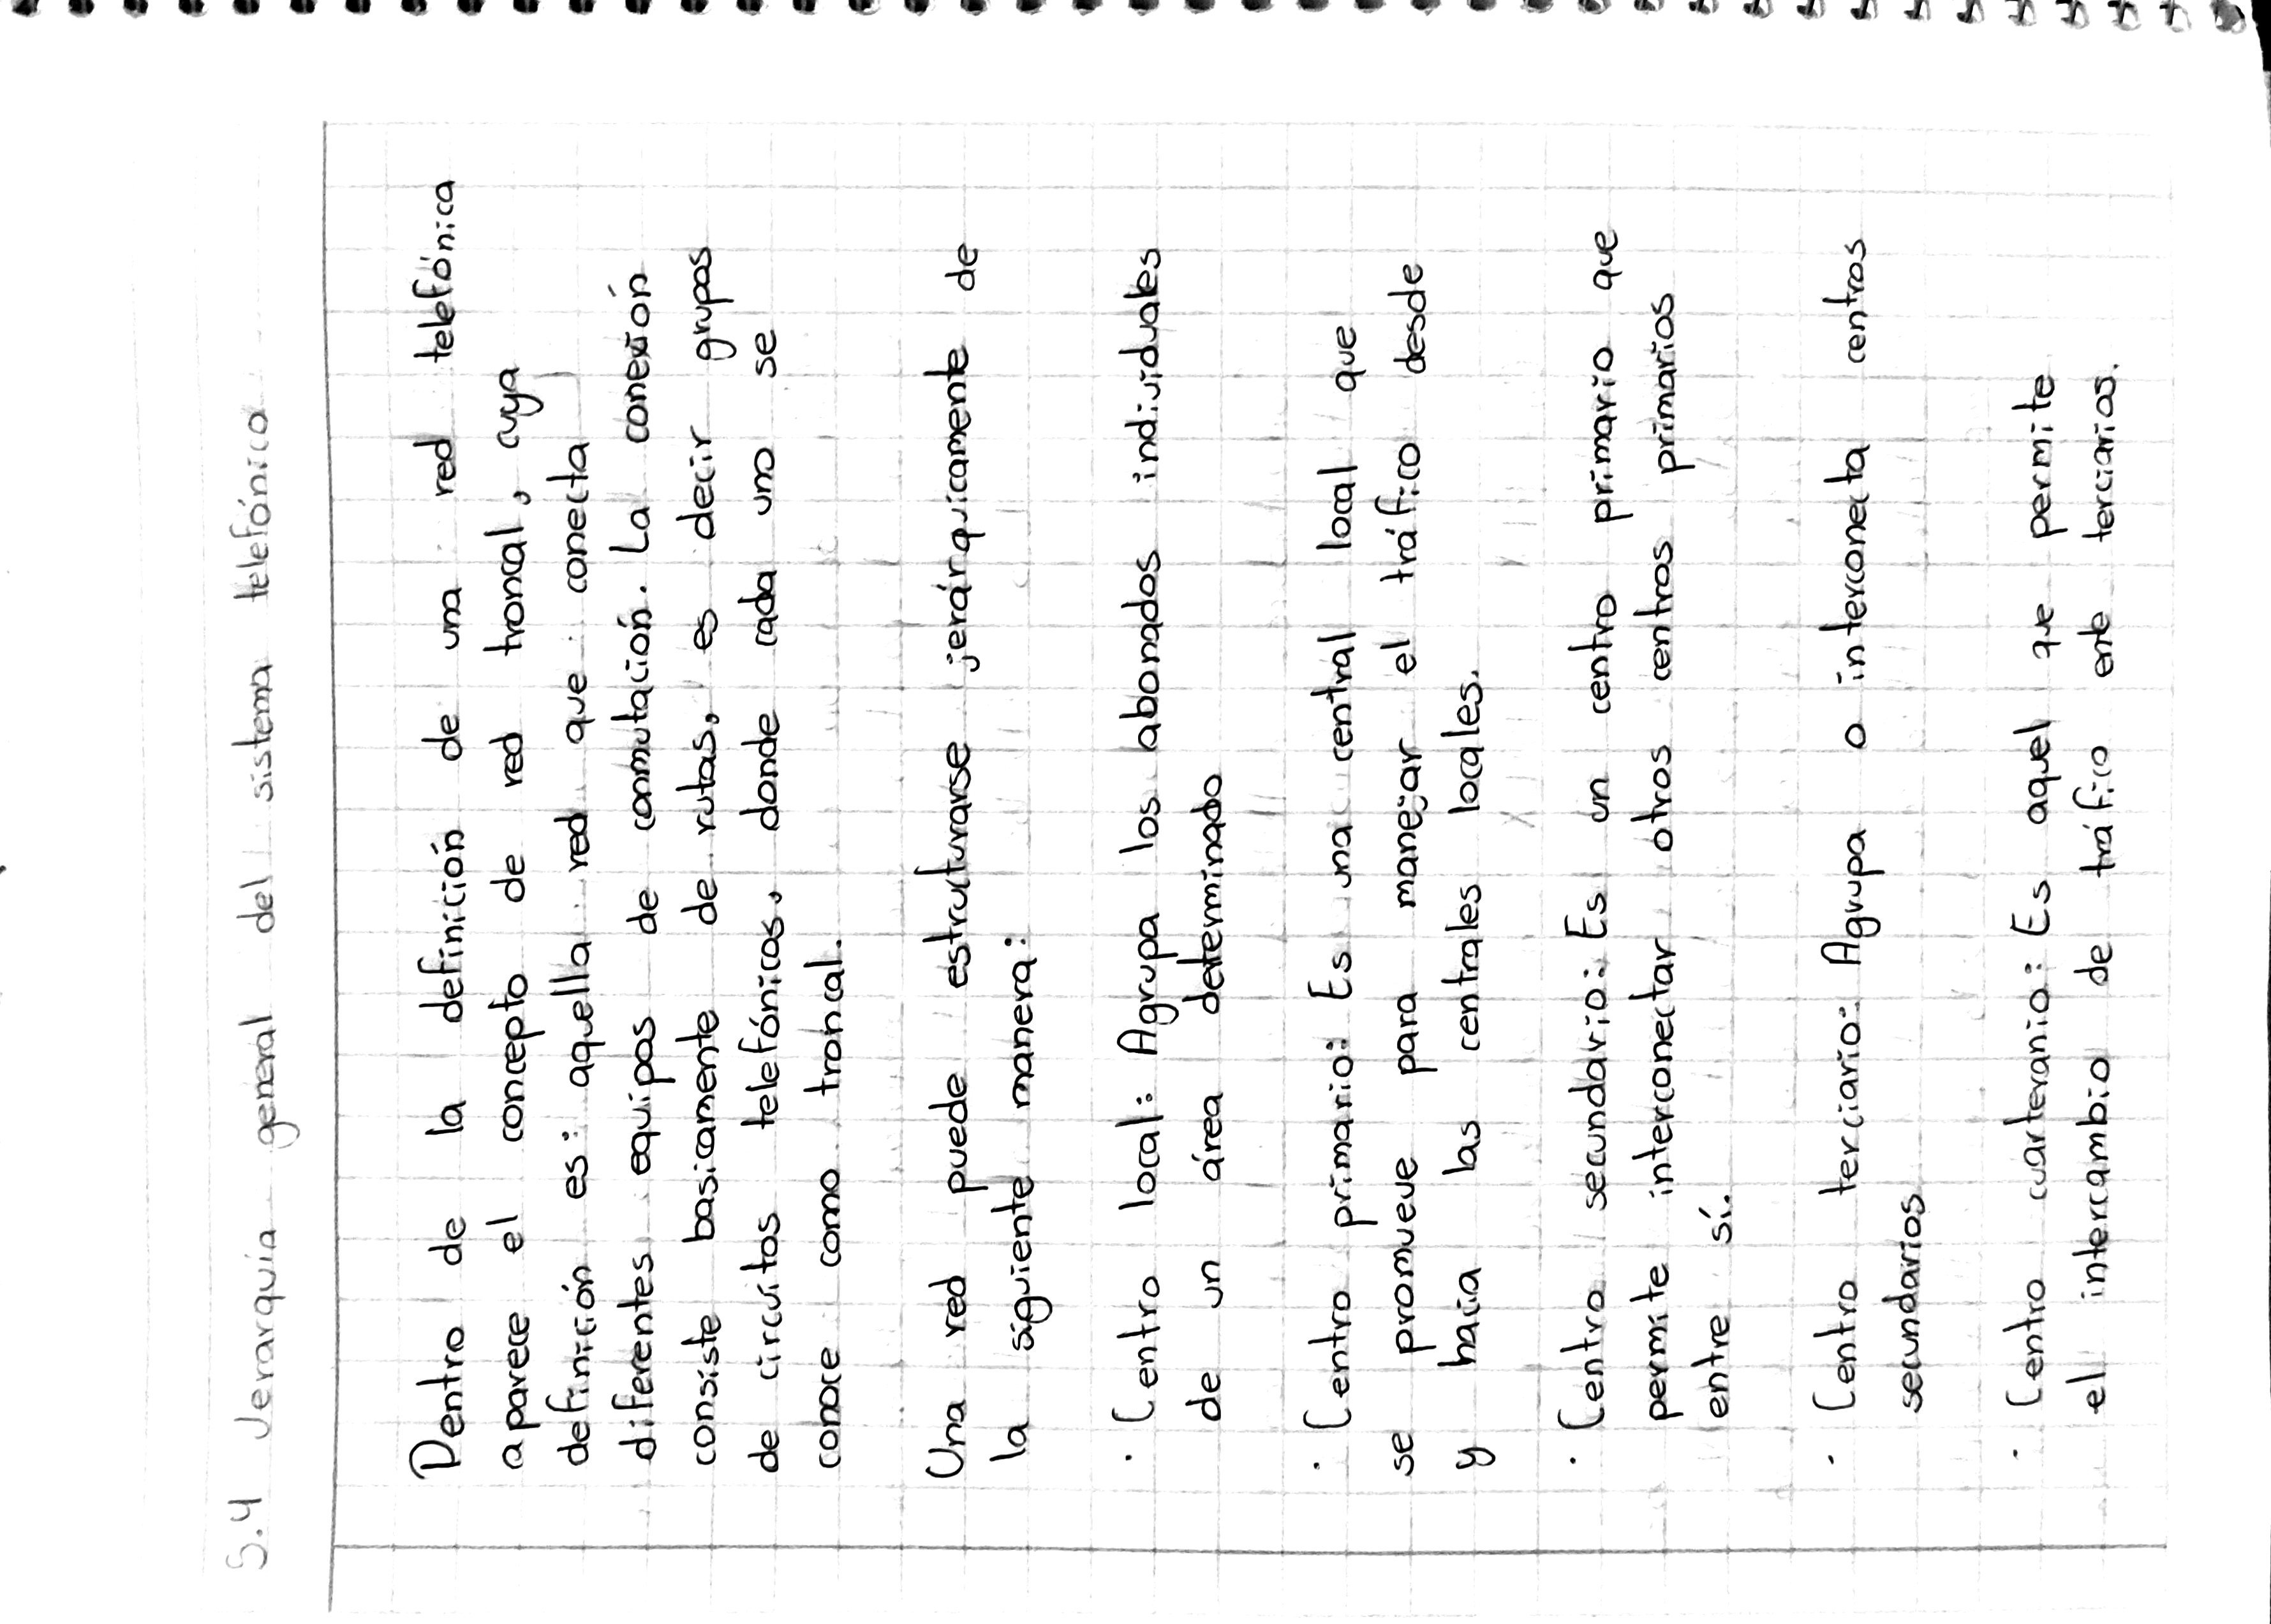 5.4 Jerarquía general del sistema telefónico
Dentro de la definición de una red telefónica
aparece el concepto de red troncal, cuya
definición es: aquella red que conecta
diferentes equipos de conmutación. La conexión
consiste basicamente de rutas, es decir grupos
de circuitos telefónicos, donde cada uno se
conoce como troncal.
Una red puede estructurarse jerárquicamente de
la siguiente manera:
· Centro local: Agrupa los abonados individuales
de un área determinado
· Centro primario: Es una central local que
se promueve para manejar el tráfico desde
y hacia las centrales locales.
· Centro secundario: Es un centro primario que
permite interconectar otros centros primarios
entre sí.
· Centro terciario: Agrupa o interconecta centros
secundarios
· Centro cuarteranio: Es aquel que permite
el intercambio de tráfico ente terciarios.